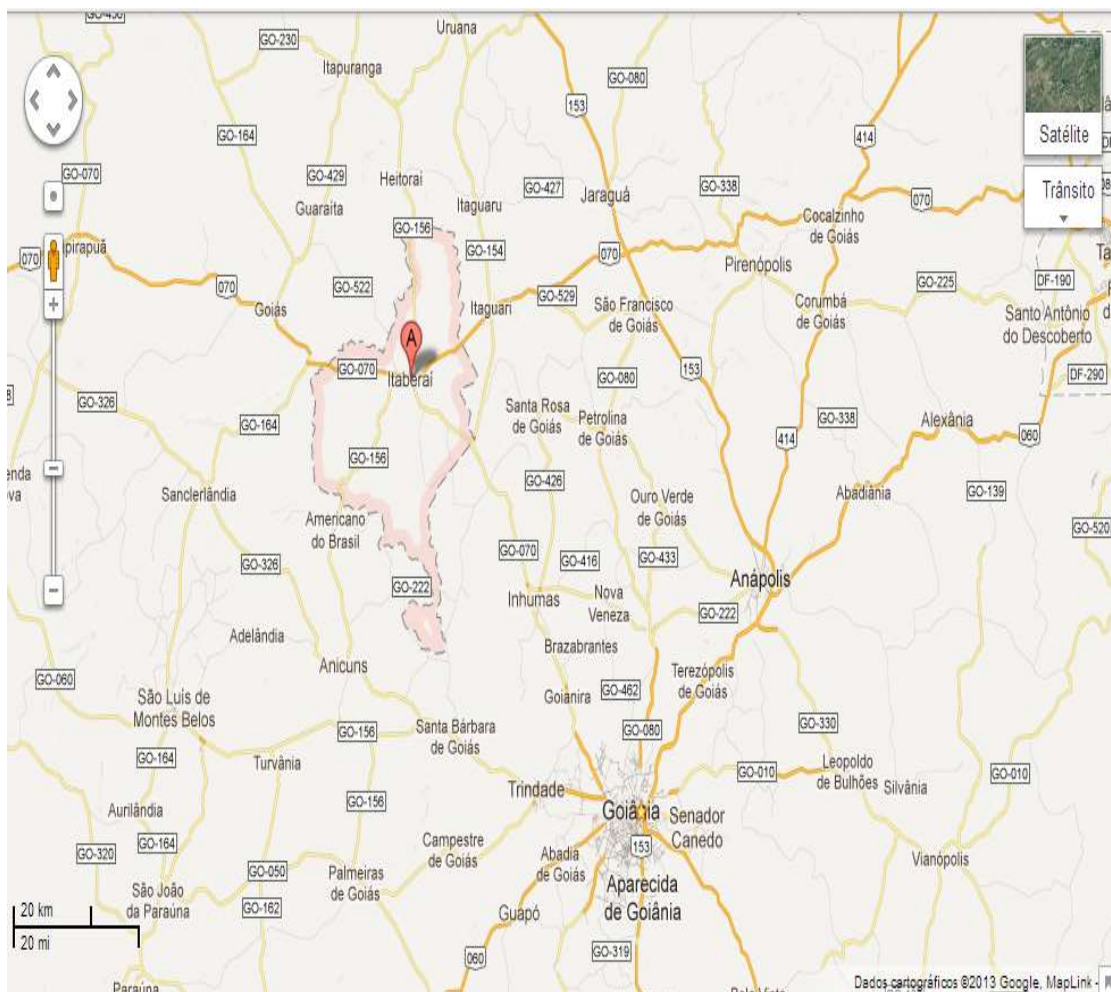 Uruana
GO-230
Itapuranga
GO-080
153
Satélite
GO-164
414
GO-070
GO-429
Heitorai
GO-427
GO-338
Trânsito
Jaraguá
070
Guaraita
Itaguaru
Cocalzinho
de Goiás
GO-156
GO-154
070
070
Pirenópolis
GO-225
DF-190
070
GO-522
GO-529
Goiás
Itaguari
São Francisco
de Goiás
Corumbá
de Goiás
Santo Antônio
do Descoberto
A
GO-070
Itaberaí
153
DF-290
GO-080
GO-326
Santa Rosa
de Goiás
Petrolina
de Goiás
GO-338
Alexânia
GO-164
414
060
GO-156
Sanclerlândia
GO-426
Ouro Verde
de Goiás
Abadiânia
GO-139
Americano
do Brasil
GO-520
GO-070
GO-416
GO-433
GO-326
Anápolis
GO-222
Inhumas
Nova
Veneza
GO-222
Adelândia
Brazabrantes
Anicuns
Terezópolis
de Goiás
GO-060
Goianira
GO-462
São Luis de
Montes Belos
GO-156
Santa Bárbara
de Goiás
GO-080
GO-330
GO-164
Turvânia
GO-010
Leopoldo
de Bulhões
GO-010
Trindade
Silvânia
GO-156
Aurilândia
Goiânia
Senador
Canedo
GO-164
Campestre
de Goiás
153
GO-320
Abadia
de Goiás
Vianópolis
GO-050
Palmeiras
de Goiás
São João
da Paraúna
GO-162
Aparecida
de Goiânia
20 km
20 mi
Guapó
060
GO-319
Paraúna
Dados cartográficos ©2013 Google, MapLink -